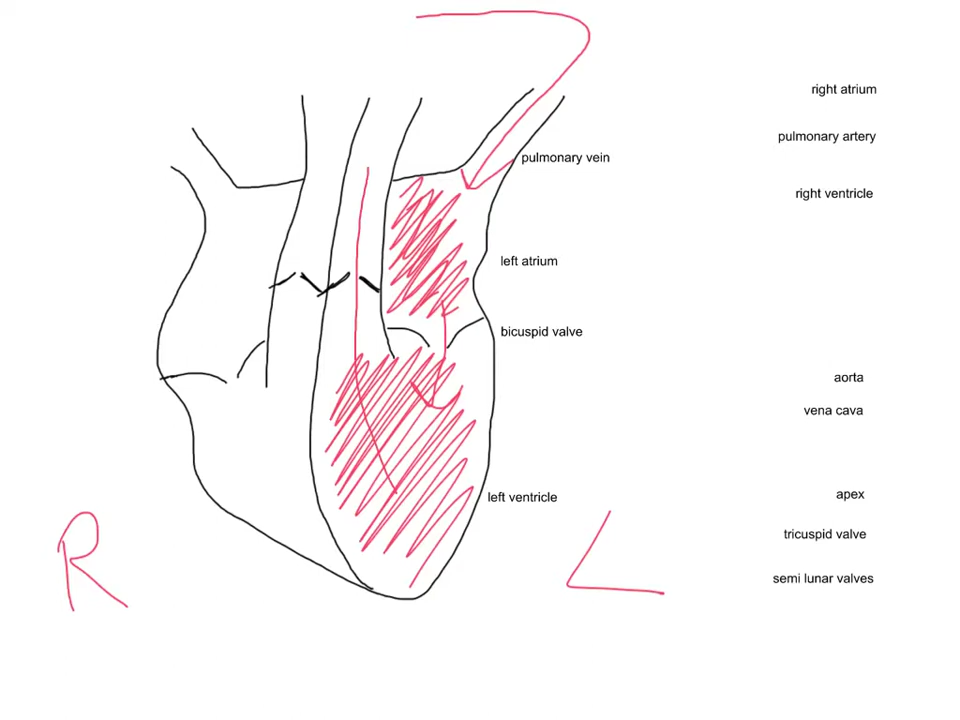 right atrium
pulmonary artery
pulmonary vein
right ventricle
left atrium
bicuspid valve
aorta
vena cava
apex
left ventricle
tricuspid valve
R
L
semi lunar valves